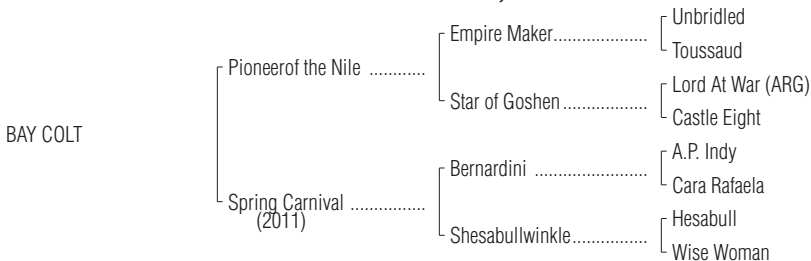 Unbridled
Empire Maker.....................
Toussaud
Pioneerof the Nile ............
Lord At War (ARG)
Star of Goshen...................
Castle Eight
BAY COLT
A.P. Indy
Bernardini .........................
Cara Rafaela
Spring Carnival ................
(2011)
Hesabull
Shesabullwinkle.................
Wise Woman